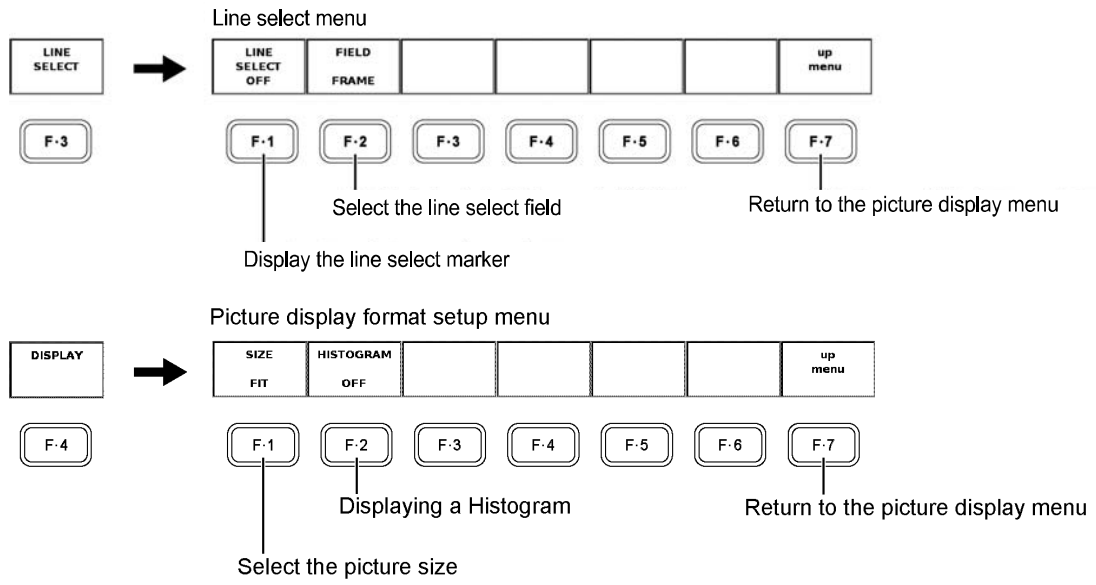 Line select menu
LINE
SELECT
LINE
SELECT
OFF
FIELD
FRAME
up
menu
F·3
F·1
F·2
F·3
F·4
F·5
F·6
F·7
Select the line select field
Return to the picture display menu
Display the line select marker
Picture display format setup menu
DISPLAY
SIZE
FIT
HISTOGRAM
OFF
up
menu
F·4
F·1
F·2
F·3
F·4
F·5
F·6
F·7
Displaying a Histogram
Return to the picture display menu
Select the picture size